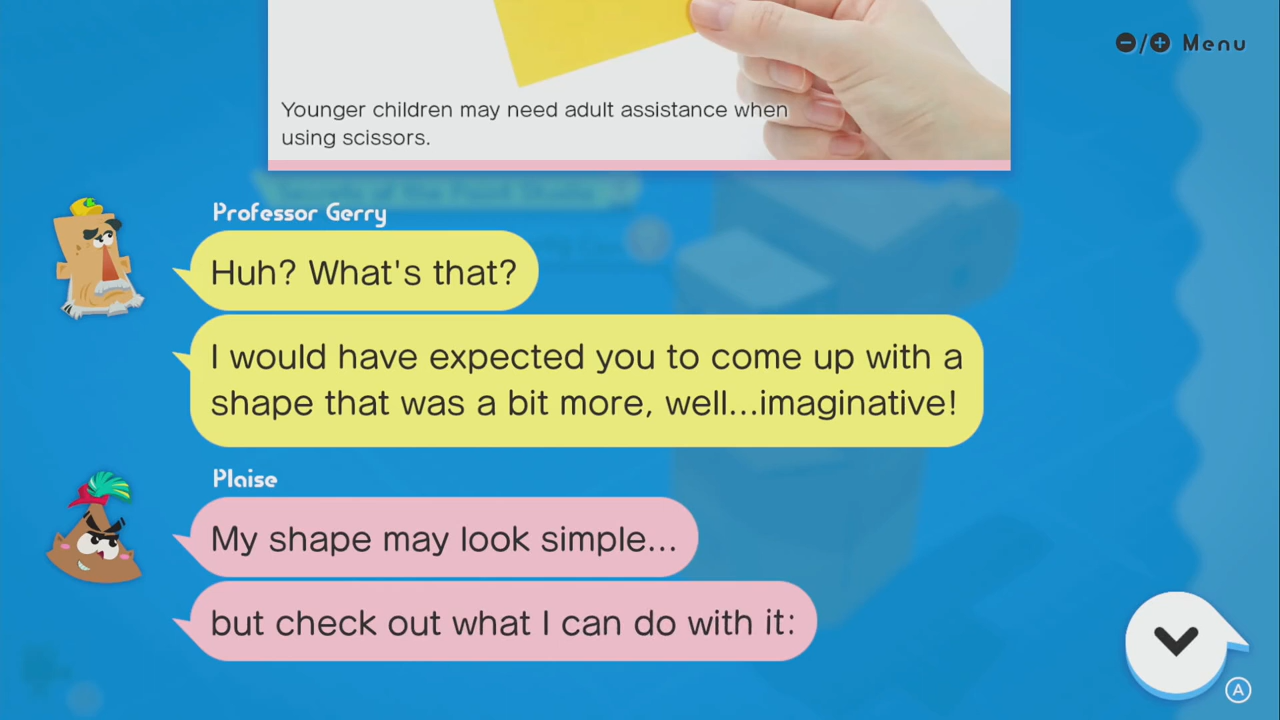 −/+ Menu
Younger children may need adult assistance when
using scissors.
Professor Gerry
Huh? What's that?
I would have expected you to come up with a
shape that was a bit more, well...imaginative!
Plaise
My shape may look simple...
but check out what I can do with it:
A